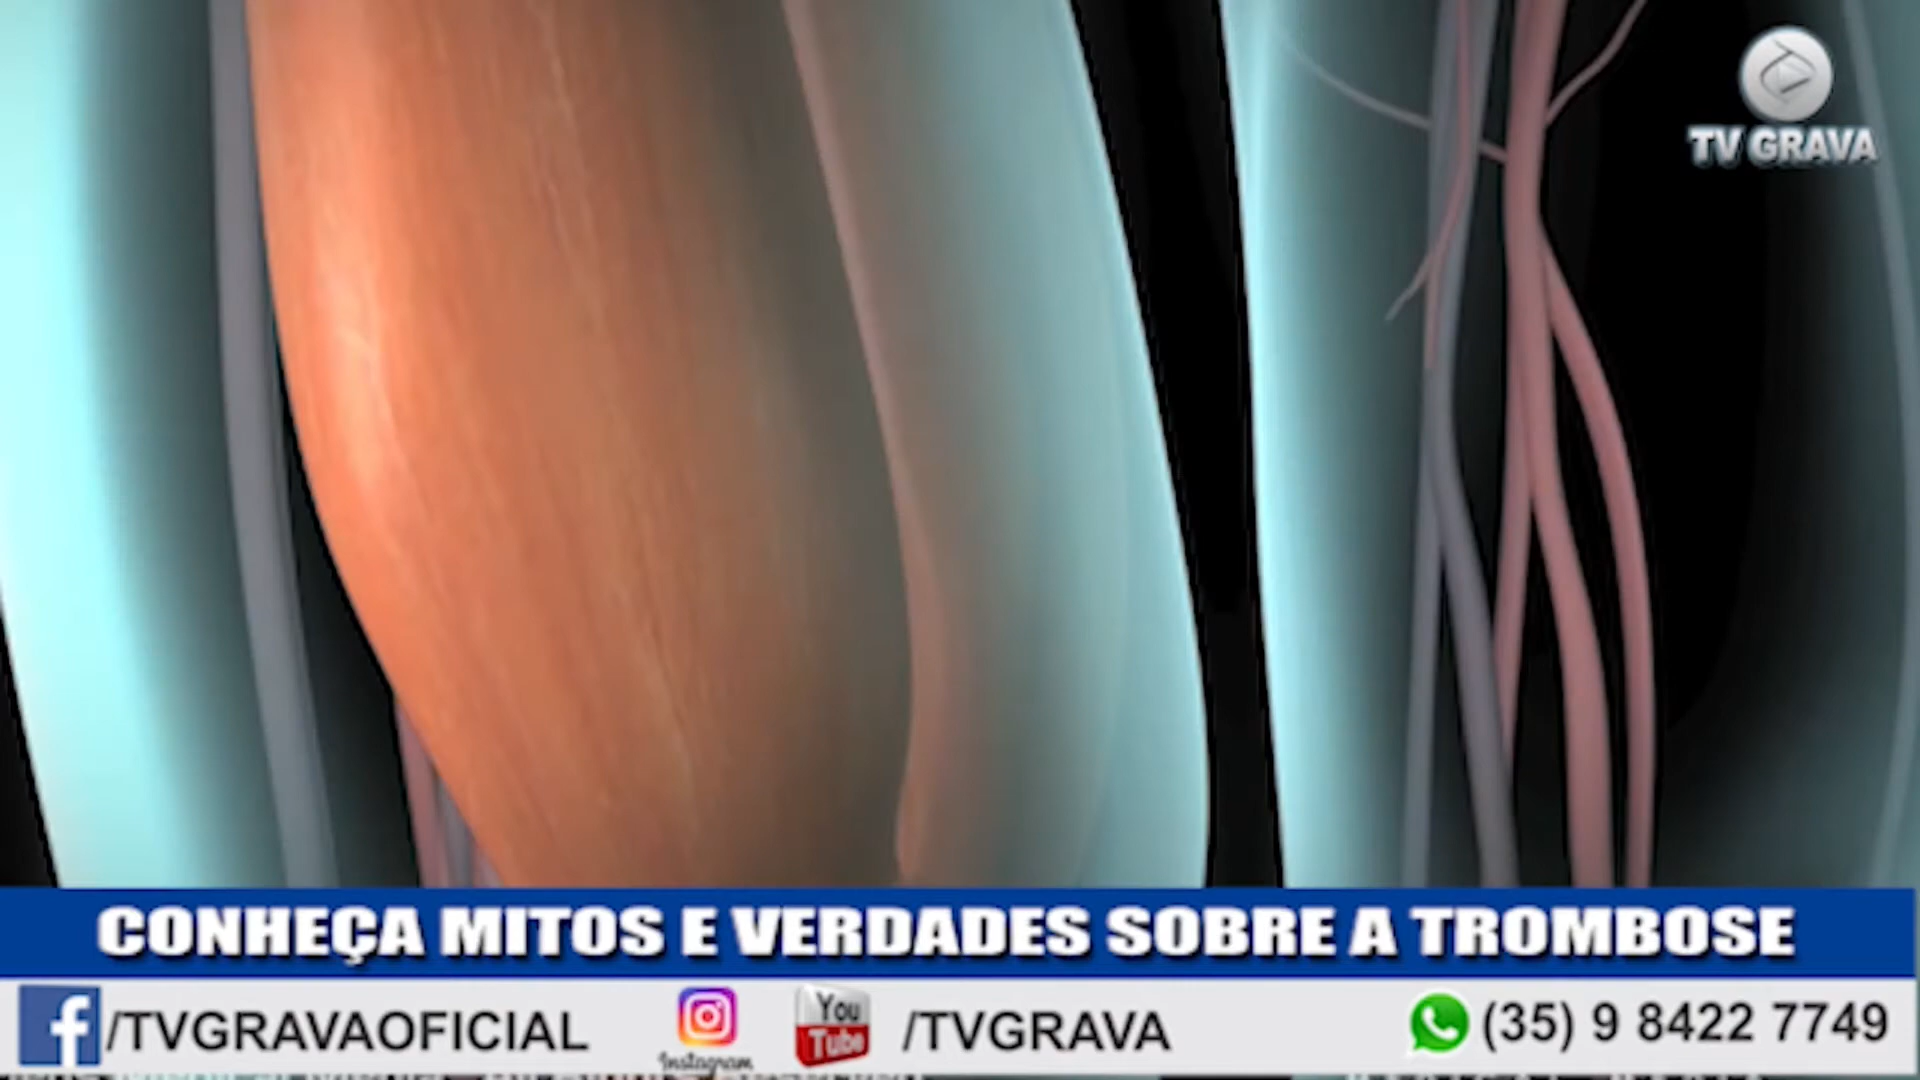 TV GRAVA
CONHEÇA MITOS E VERDADES SOBRE A TROMBOSE
/TVGRAVAOFICIAL
Instagram
You
Tube
/TVGRAVA
(35) 9 8422 7749